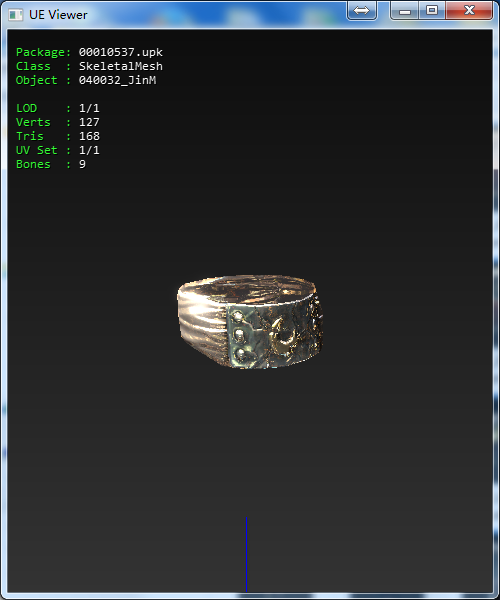 UE Viewer
Package: 00010537.upk
Class : SkeletalMesh
Object : 040032_JinM
LOD : 1/1
Verts : 127
Tris : 168
UV Set : 1/1
Bones : 9